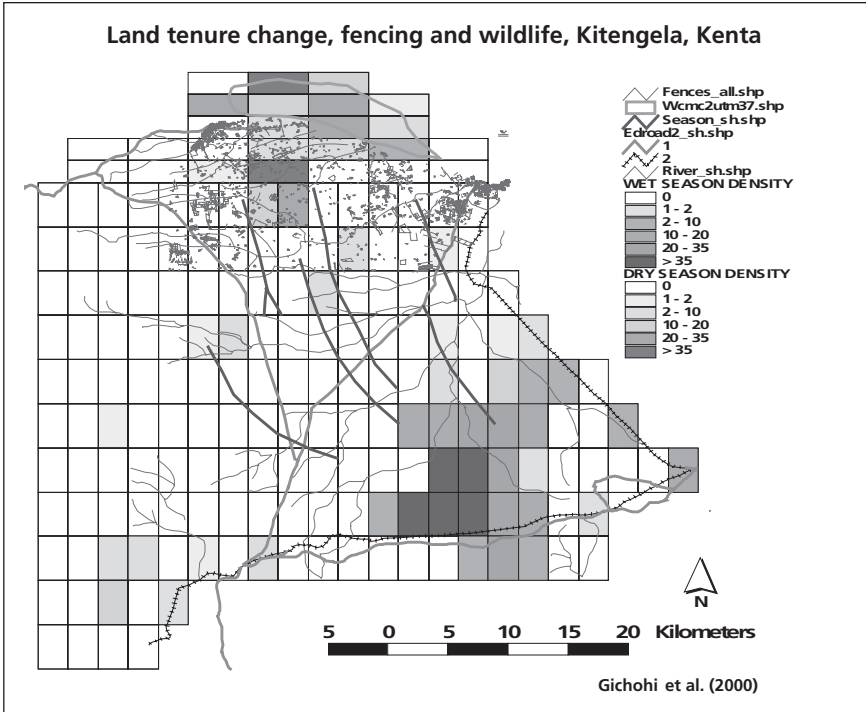 Land tenure change, fencing and wildlife, Kitengela, Kenta
Fences_all.shp
Wcmc2utm37.shp
Season_sh.shp
Edroad2_sh.shp
1
2
River_sh.shp
WET SEASON DENSITY
0
1 - 2
2 - 10
10 - 20
20 - 35
> 35
DRY SEASON DENSITY
0
1 - 2
2 - 10
10 - 20
20 - 35
> 35
N
5 0 5 10 15 20 Kilometers
Gichohi et al. (2000)